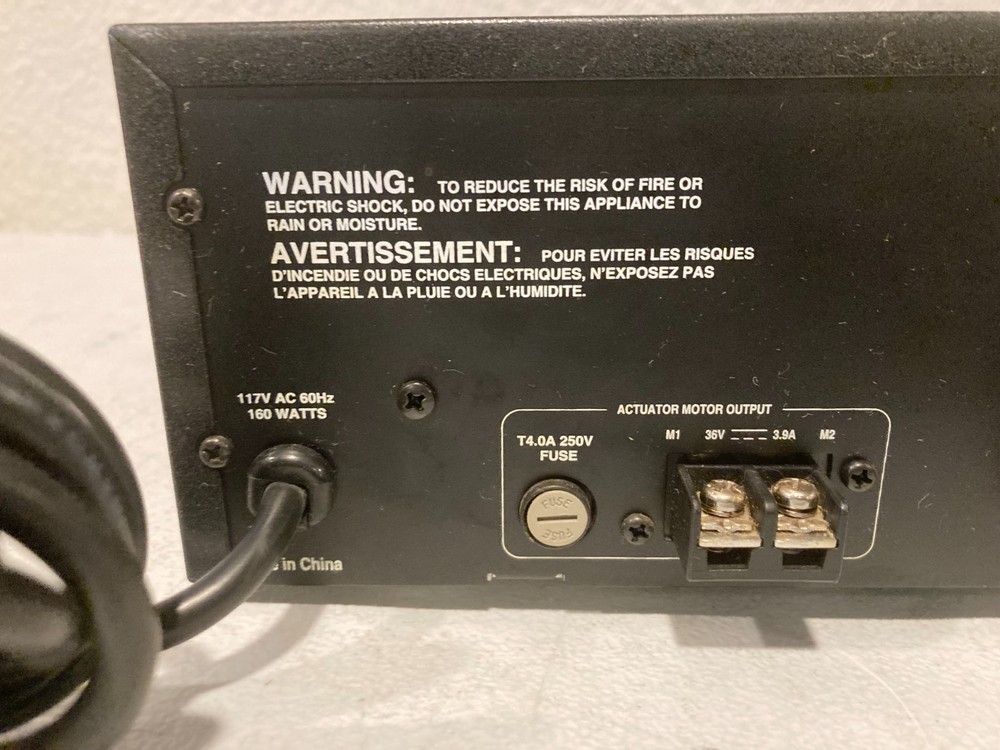 WARNING: TO REDUCE THE RISK OF FIRE OR
ELECTRIC SHOCK, DO NOT EXPOSE THIS APPLIANCE TO
RAIN OR MOISTURE.
AVERTISSEMENT: POUR EVITER LES RISQUES
D'INCENDIE OU DE CHOCS ELECTRIQUES, N'EXPOSEZ PAS
L'APPAREIL A LA PLUIE OU A L'HUMIDITE.
117V AC 60Hz
160 WATTS
ACTUATOR MOTOR OUTPUT
T4.0A 250V
FUSE
M1 36V 3.9A M2
FUSE
FUSE
in China